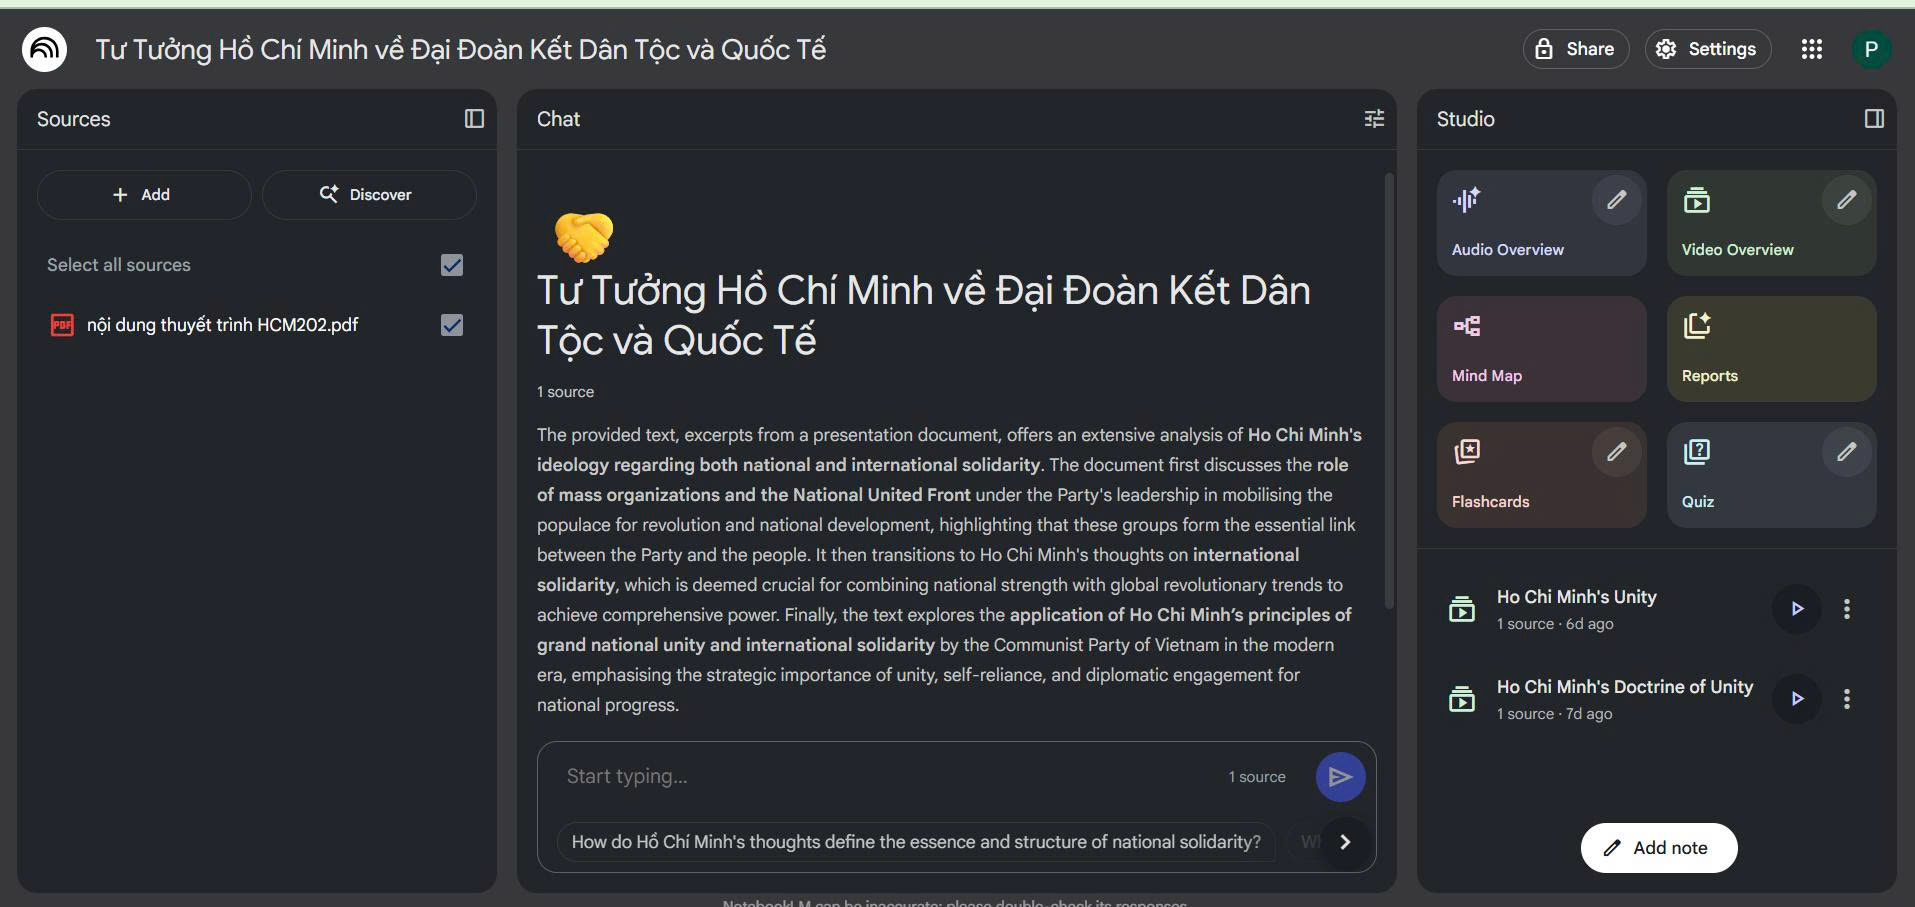 Tư Tưởng Hồ Chí Minh về Đại Đoàn Kết Dân Tộc và Quốc Tế
Share
Settings
P
Sources
Add
Discover
Select all sources
PDF
nội dung thuyết trình HCM202.pdf
Chat
Tư Tưởng Hồ Chí Minh về Đại Đoàn Kết Dân
Tộc và Quốc Tế
1 source
The provided text, excerpts from a presentation document, offers an extensive analysis of Ho Chi Minh's
ideology regarding both national and international solidarity. The document first discusses the role
of mass organizations and the National United Front under the Party's leadership in mobilising the
populace for revolution and national development, highlighting that these groups form the essential link
between the Party and the people. It then transitions to Ho Chi Minh's thoughts on international
solidarity, which is deemed crucial for combining national strength with global revolutionary trends to
achieve comprehensive power. Finally, the text explores the application of Ho Chi Minh’s principles of
grand national unity and international solidarity by the Communist Party of Vietnam in the modern
era, emphasising the strategic importance of unity, self-reliance, and diplomatic engagement for
national progress.
Start typing...
1 source
How do Hồ Chí Minh's thoughts define the essence and structure of national solidarity?
NotebookLM can be inaccurate; please double-check its responses.
Studio
Audio Overview
Video Overview
Mind Map
Reports
Flashcards
Quiz
Ho Chi Minh's Unity
1 source · 6d ago
Ho Chi Minh's Doctrine of Unity
1 source · 7d ago
Add note